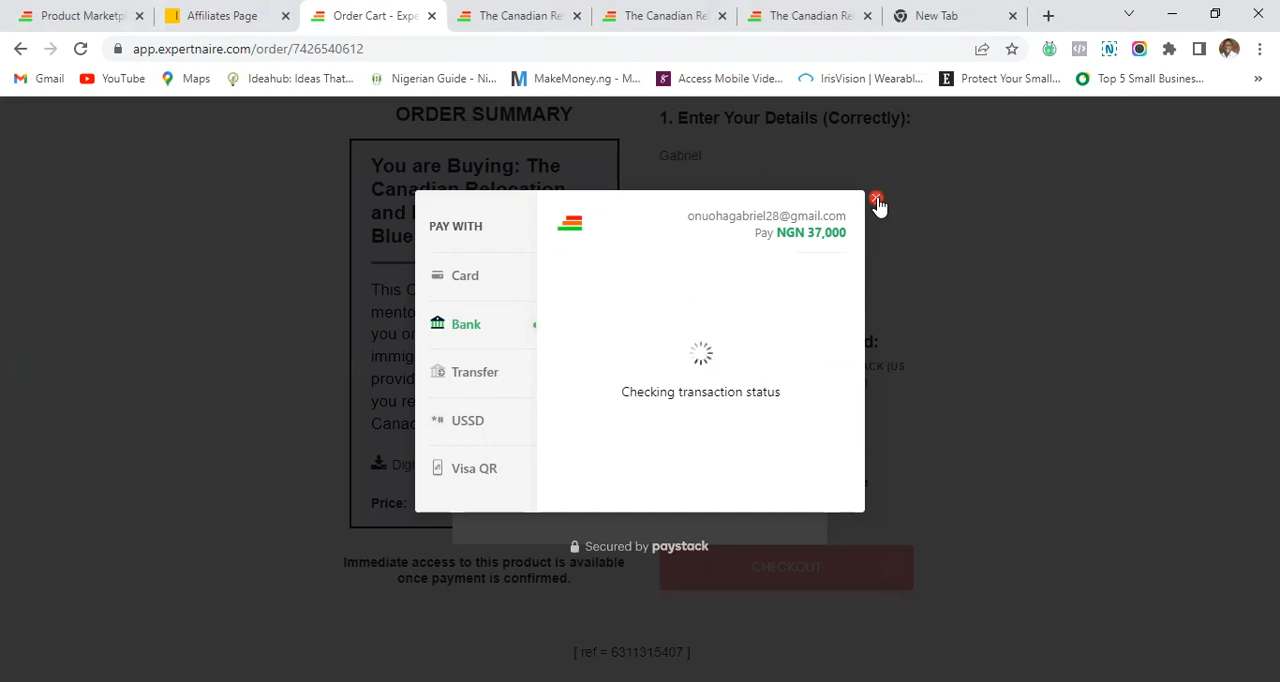 Product Marketp
Affiliates Page
Order Cart - Expe
The Canadian Re
The Canadian Re
The Canadian Re
New Tab
app.expertnaire.com/order/7426540612
Gmail
YouTube
Maps
Ideahub: Ideas That...
Nigerian Guide - Ni...
MakeMoney.ng - M...
Access Mobile Vide...
IrisVision | Wearabl...
Protect Your Small...
Top 5 Small Busines...
»
ORDER SUMMARY
You are Buying: The
Canadian Relocation
and
Blue
This C
mento
you o
immig
provid
you re
Canad
Digi
Price:
Immediate access to this product is available
once payment is confirmed.
1. Enter Your Details (Correctly):
Gabriel
d:
ACK (US
CHECKOUT
PAY WITH
Card
Bank
Transfer
USSD
Visa QR
onuohagabriel28@gmail.com
Pay NGN 37,000
Checking transaction status
Secured by paystack
[ ref = 6311315407 ]